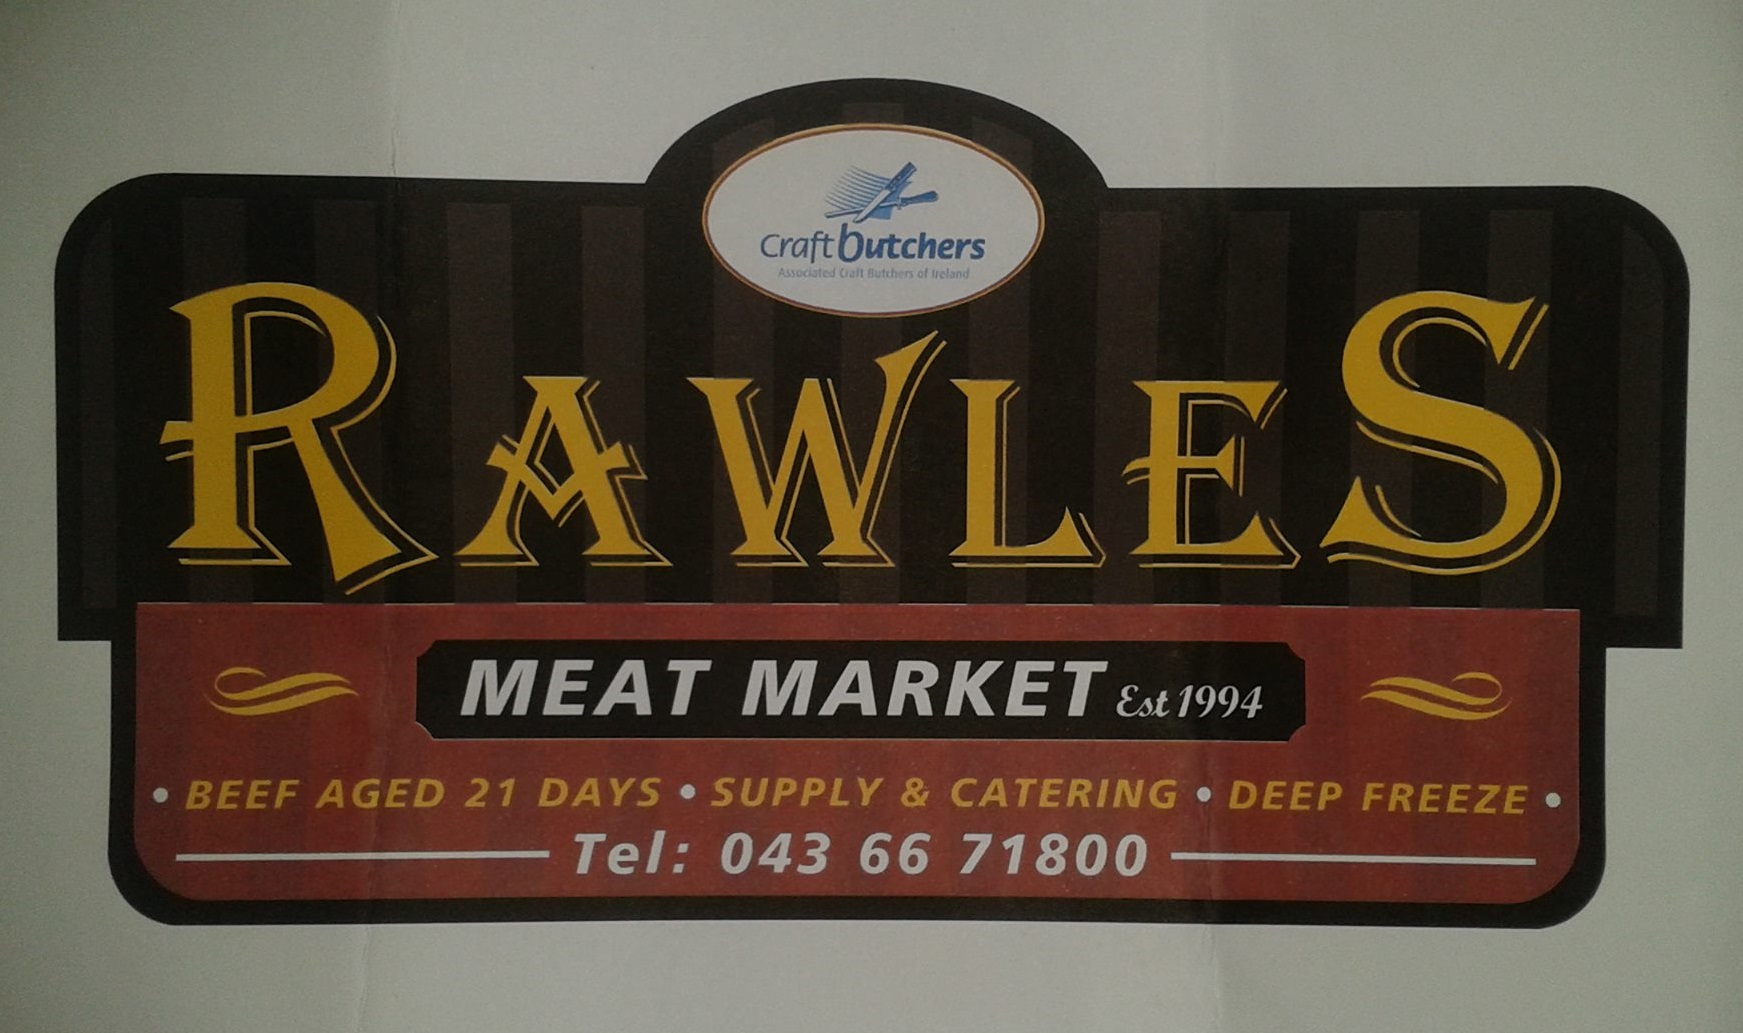 Craft butchers
Associated Craft Butchers of Ireland
RAWLES
MEAT MARKET Est 1994
• BEEF AGED 21 DAYS • SUPPLY & CATERING • DEEP FREEZE •
Tel: 043 66 71800